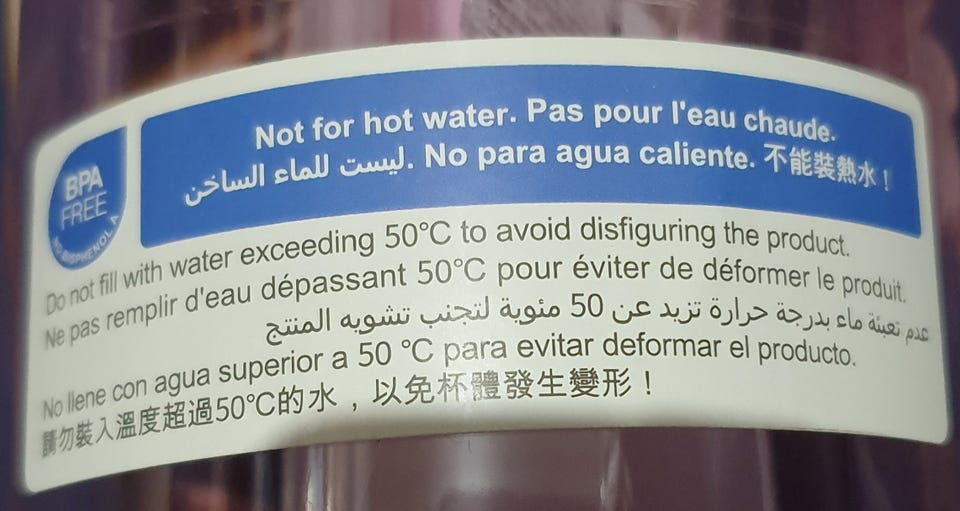 BPA
FREE
NO BISPHENOL A
Not for hot water. Pas pour l'eau chaude.
ليست للماء الساخن. No para agua caliente. 不能裝熱水！
Do not fill with water exceeding 50°C to avoid disfiguring the product.
Ne pas remplir d'eau dépassant 50°C pour éviter de déformer le produit.
عدم تعبئة ماء بدرجة حرارة تزيد عن 50 مئوية لتجنب تشويه المنتج
No llene con agua superior a 50 °C para evitar deformar el producto.
請勿裝入溫度超過50°C的水，以免杯體發生變形！